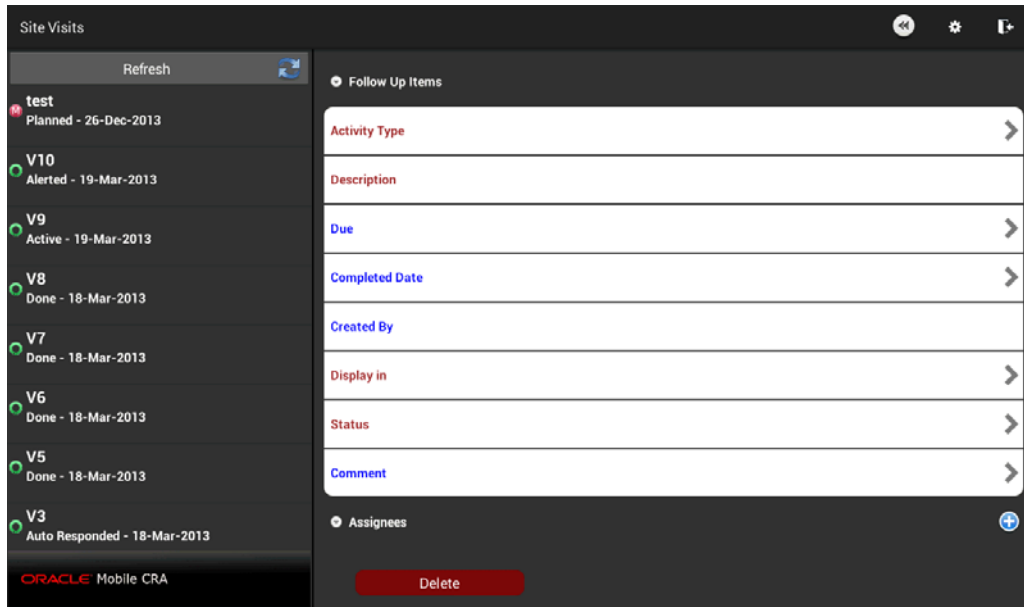 Site Visits
Refresh
test
Planned - 26-Dec-2013
M
V10
Alerted - 19-Mar-2013
V9
Active - 19-Mar-2013
V8
Done - 18-Mar-2013
V7
Done - 18-Mar-2013
V6
Done - 18-Mar-2013
V5
Done - 18-Mar-2013
V3
Auto Responded - 18-Mar-2013
ORACLE Mobile CRA
Follow Up Items
Activity Type
Description
Due
Completed Date
Created By
Display in
Status
Comment
Assignees
Delete